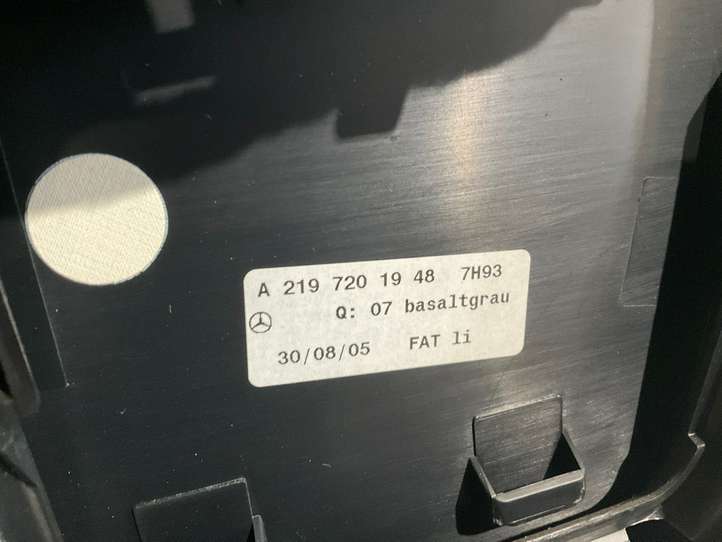 A 219 720 19 48 7H93
Q: 07 basaltgrau
30/08/05 FAT li